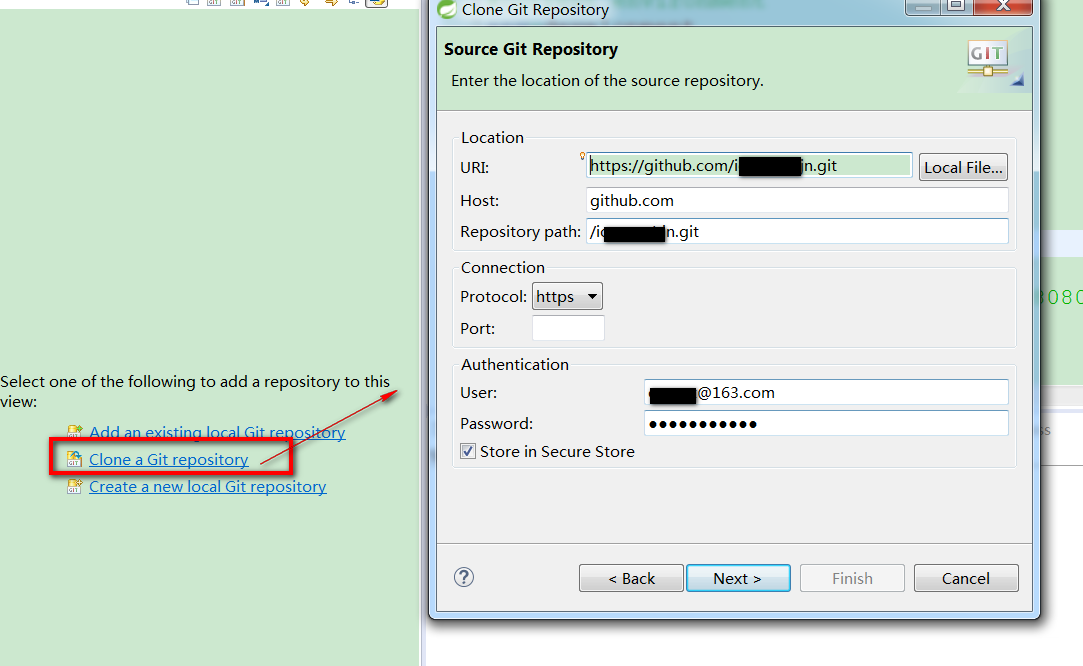 Select one of the following to add a repository to this
view:
Add an existing local Git repository
Clone a Git repository
Create a new local Git repository
Clone Git Repository
Source Git Repository
Enter the location of the source repository.
GIT
Location
URI: https://github.com/i jn.git Local File...
Host: github.com
Repository path: /i n.git
Connection
Protocol: https
Port:
Authentication
User: @163.com
Password: ●●●●●●●●●●●
Store in Secure Store
< Back Next > Finish Cancel
8080
ss